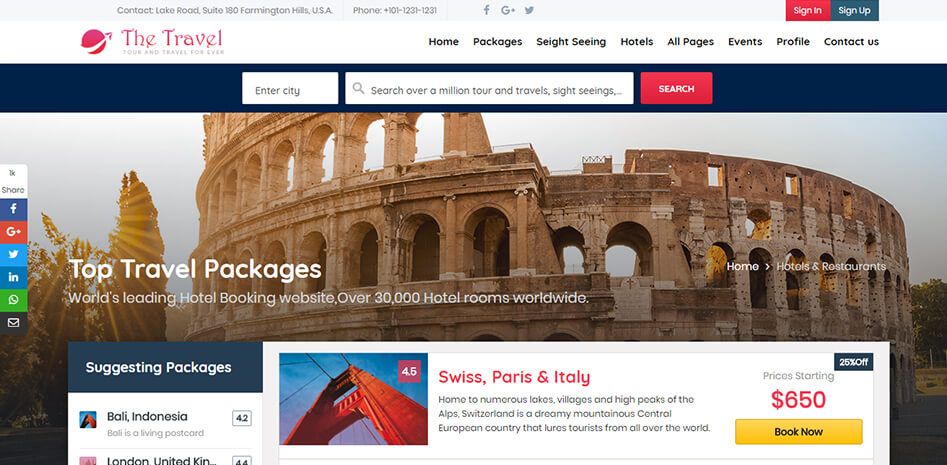 Contact: Lake Road, Suite 180 Farmington Hills, U.S.A. Phone: +101-1231-1231 Sign In Sign Up
The Travel
TOUR AND TRAVEL FOR EVER
Home Packages Seight Seeing Hotels All Pages Events Profile Contact us
Enter city Search over a million tour and travels, sight seeings,... SEARCH
1k
Share
Top Travel Packages
Home > Hotels & Restaurants
World's leading Hotel Booking website,Over 30,000 Hotel rooms worldwide.
Suggesting Packages
Bali, Indonesia 4.2
Bali is a living postcard
London, United Kin... 4.4
4.5
Swiss, Paris & Italy
Home to numerous lakes, villages and high peaks of the
Alps, Switzerland is a dreamy mountainous Central
European country that lures tourists from all over the world.
25%Off
Prices Starting
$650
Book Now